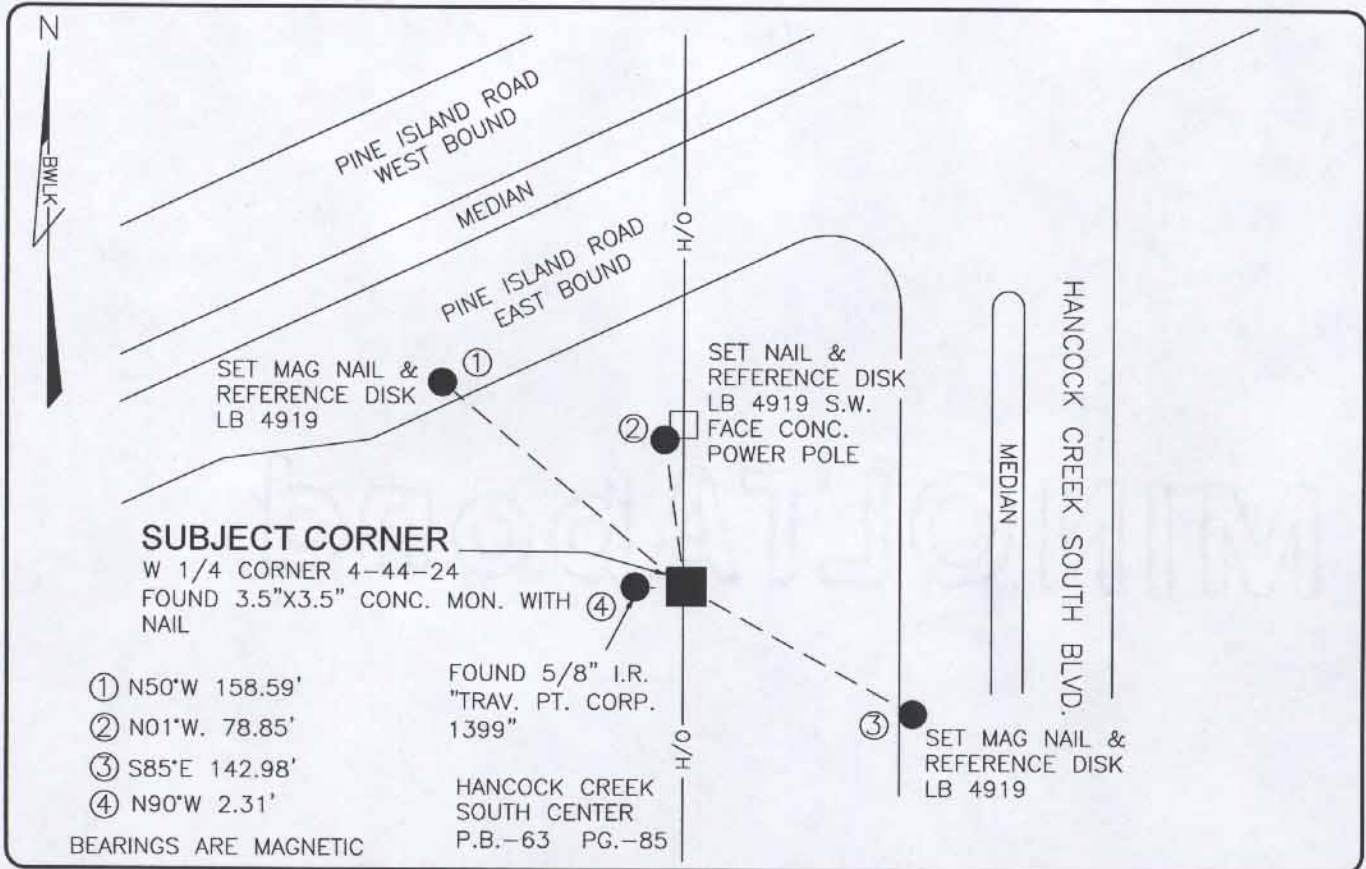 N
BWLK
PINE ISLAND ROAD
WEST BOUND
MEDIAN
PINE ISLAND ROAD
EAST BOUND
O/H
SET MAG NAIL &
REFERENCE DISK
LB 4919
①
SET NAIL &
REFERENCE DISK
LB 4919 S.W.
FACE CONC.
POWER POLE
②
HANCOCK CREEK SOUTH BLVD.
MEDIAN
SUBJECT CORNER
W 1/4 CORNER 4-44-24
FOUND 3.5"X3.5" CONC. MON. WITH
NAIL
④
FOUND 5/8" I.R.
"TRAV. PT. CORP.
1399"
③
SET MAG NAIL &
REFERENCE DISK
LB 4919
① N50°W 158.59'
② N01°W. 78.85'
③ S85°E 142.98'
④ N90°W 2.31'
BEARINGS ARE MAGNETIC
HANCOCK CREEK
SOUTH CENTER
P.B.-63 PG.-85
O/H